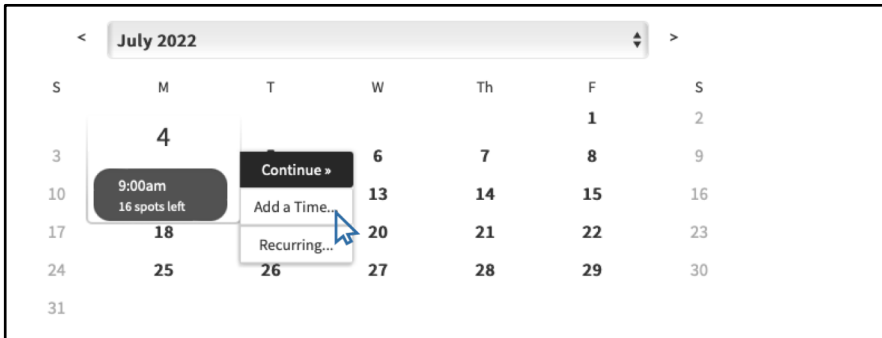 < July 2022 >
S M T W Th F S
1 2
4
3 6 7 8 9
Continue »
9:00am
10 13 14 15 16
16 spots left
Add a Time...
17 18 20 21 22 23
Recurring...
24 25 26 27 28 29 30
31